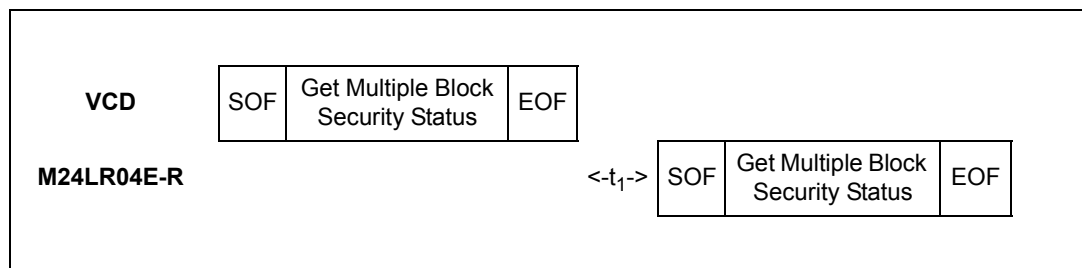 VCD SOF Get Multiple Block Security Status EOF
M24LR04E-R <-t1-> SOF Get Multiple Block Security Status EOF